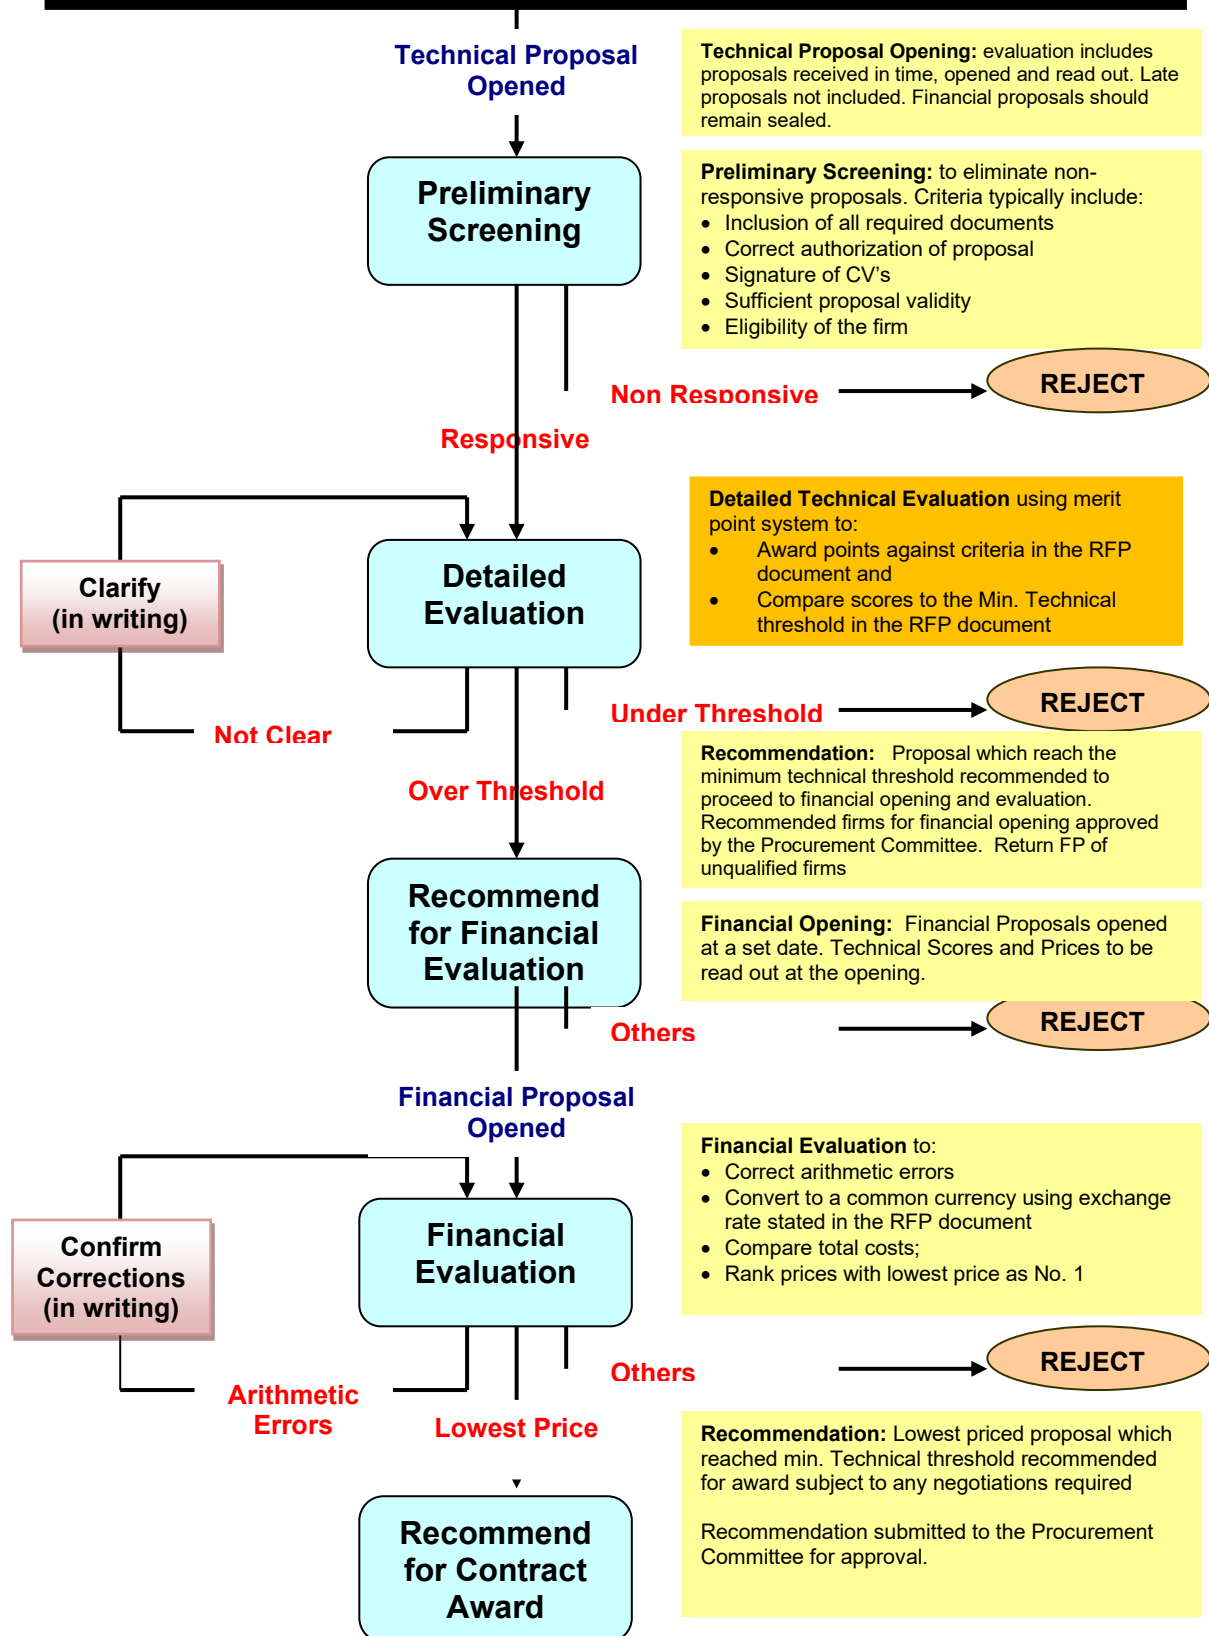 Technical Proposal
Opened
Technical Proposal Opening: evaluation includes
proposals received in time, opened and read out. Late
proposals not included. Financial proposals should
remain sealed.
Preliminary
Screening
Preliminary Screening: to eliminate non-
responsive proposals. Criteria typically include:
• Inclusion of all required documents
• Correct authorization of proposal
• Signature of CV's
• Sufficient proposal validity
• Eligibility of the firm
Non Responsive
REJECT
Responsive
Detailed Technical Evaluation using merit
point system to:
• Award points against criteria in the RFP
document and
• Compare scores to the Min. Technical
threshold in the RFP document
Clarify
(in writing)
Detailed
Evaluation
Under Threshold
REJECT
Not Clear
Over Threshold
Recommendation: Proposal which reach the
minimum technical threshold recommended to
proceed to financial opening and evaluation.
Recommended firms for financial opening approved
by the Procurement Committee. Return FP of
unqualified firms
Recommend
for Financial
Evaluation
Financial Opening: Financial Proposals opened
at a set date. Technical Scores and Prices to be
read out at the opening.
Others
REJECT
Financial Proposal
Opened
Financial Evaluation to:
• Correct arithmetic errors
• Convert to a common currency using exchange
rate stated in the RFP document
• Compare total costs;
• Rank prices with lowest price as No. 1
Confirm
Corrections
(in writing)
Financial
Evaluation
Others
REJECT
Arithmetic
Errors
Lowest Price
Recommendation: Lowest priced proposal which
reached min. Technical threshold recommended
for award subject to any negotiations required
Recommendation submitted to the Procurement
Committee for approval.
Recommend
for Contract
Award